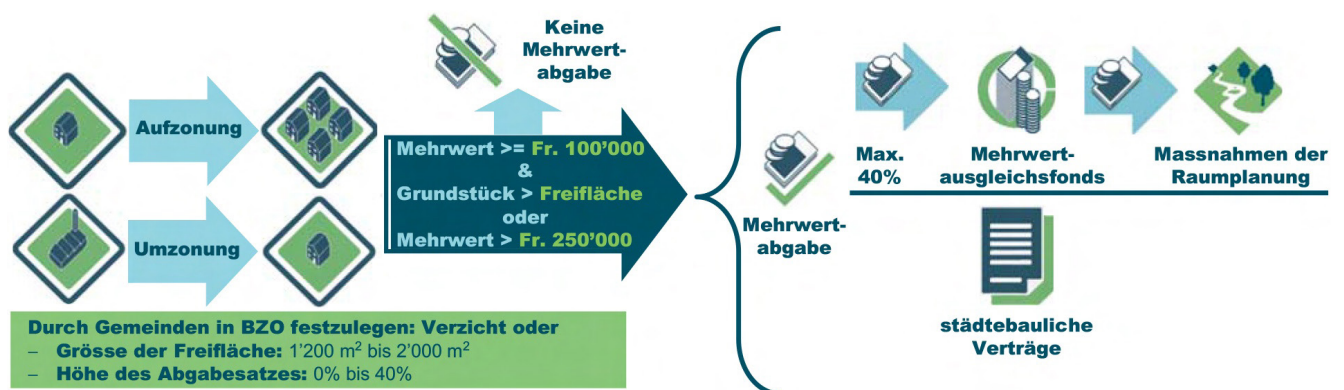 Aufzonung
Umzonung
Keine
Mehrwert-
abgabe
Mehrwert >= Fr. 100’000
&
Grundstück > Freifläche
oder
Mehrwert > Fr. 250’000
Durch Gemeinden in BZO festzulegen: Verzicht oder
– Grösse der Freifläche: 1’200 m² bis 2’000 m²
– Höhe des Abgabesatzes: 0% bis 40%
Mehrwert-
abgabe
Max.
40%
Mehrwert-
ausgleichsfonds
Massnahmen der
Raumplanung
städtebauliche
Verträge